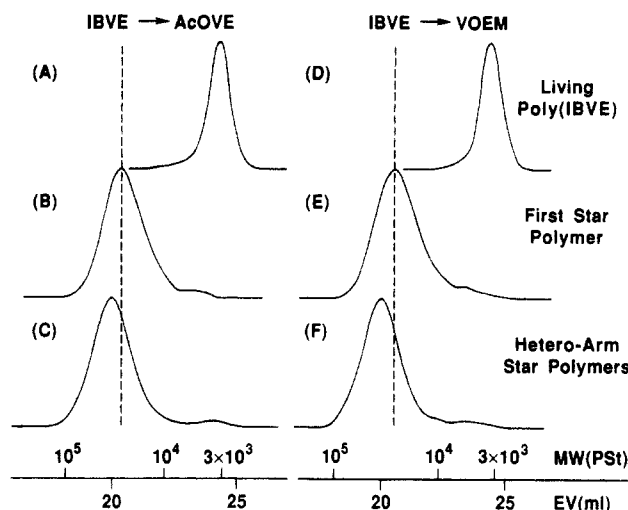 IBVE → AcOVE
IBVE → VOEM
(A)
(D)
Living
Poly(IBVE)
(B)
(E)
First Star
Polymer
(C)
(F)
Hetero-Arm
Star Polymers
10⁵ 10⁴ 3×10³ 10⁵ 10⁴ 3×10³ MW(PSt)
20 25 20 25 EV(ml)